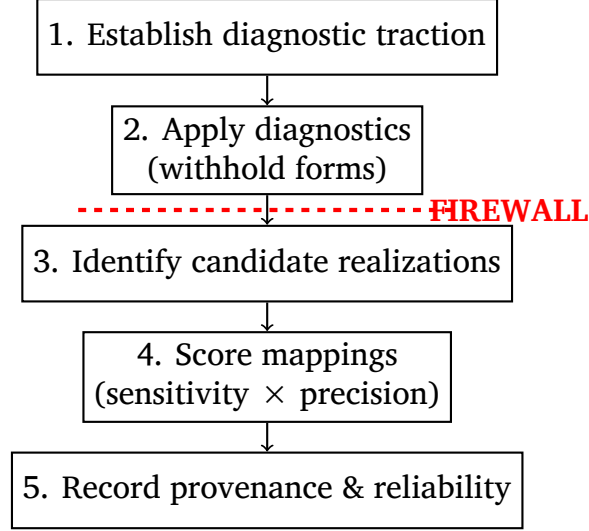 1. Establish diagnostic traction
2. Apply diagnostics
(withhold forms)
FIREWALL
3. Identify candidate realizations
4. Score mappings
(sensitivity × precision)
5. Record provenance & reliability